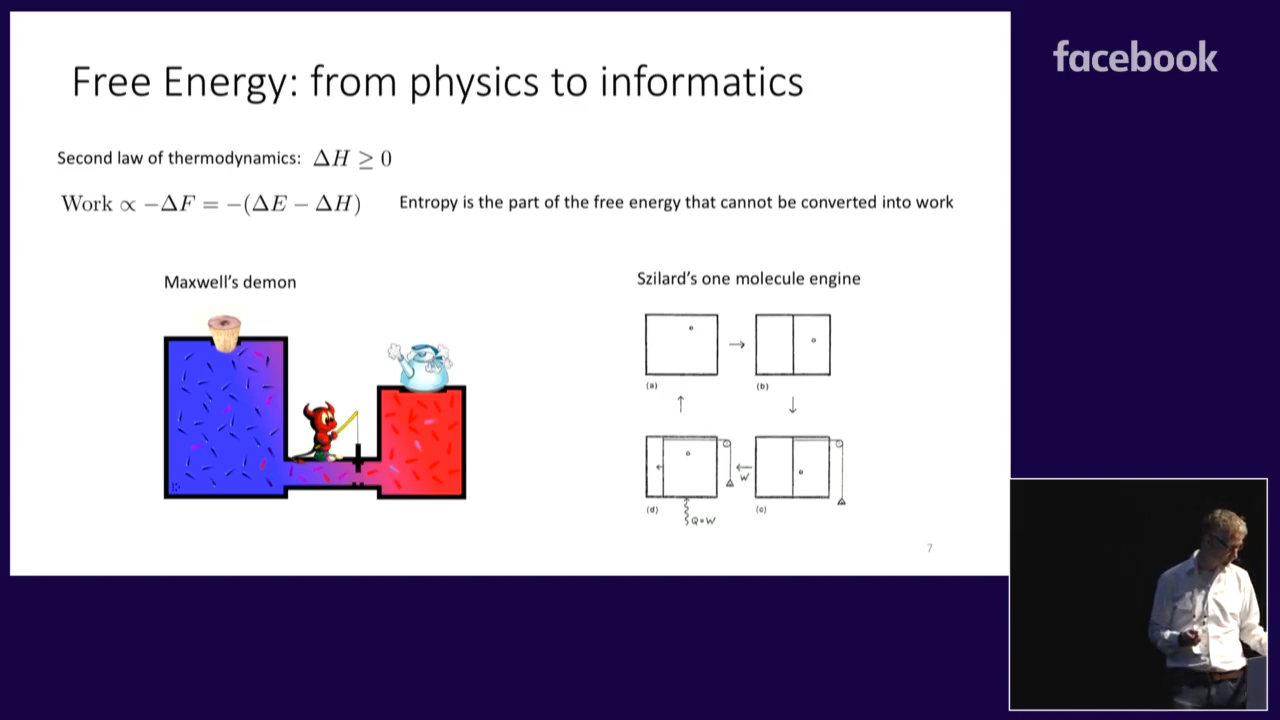 facebook
Free Energy: from physics to informatics
Second law of thermodynamics: ΔH ≥ 0
Work ∝ −ΔF = −(ΔE − ΔH)
Entropy is the part of the free energy that cannot be converted into work
Maxwell's demon
Szilard's one molecule engine
(a)
(b)
W
(d)
(c)
Q=W
7